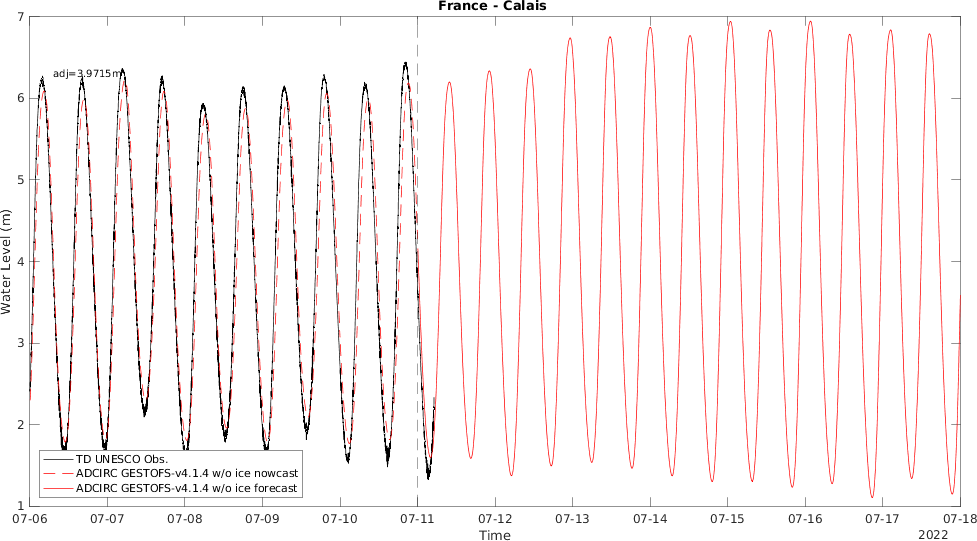 France - Calais
7
adj=3.9715m
6
5
4
3
2
1
Water Level (m)
TD UNESCO Obs.
ADCIRC GESTOFS-v4.1.4 w/o ice nowcast
ADCIRC GESTOFS-v4.1.4 w/o ice forecast
07-06 07-07 07-08 07-09 07-10 07-11 07-12 07-13 07-14 07-15 07-16 07-17 07-18
Time
2022